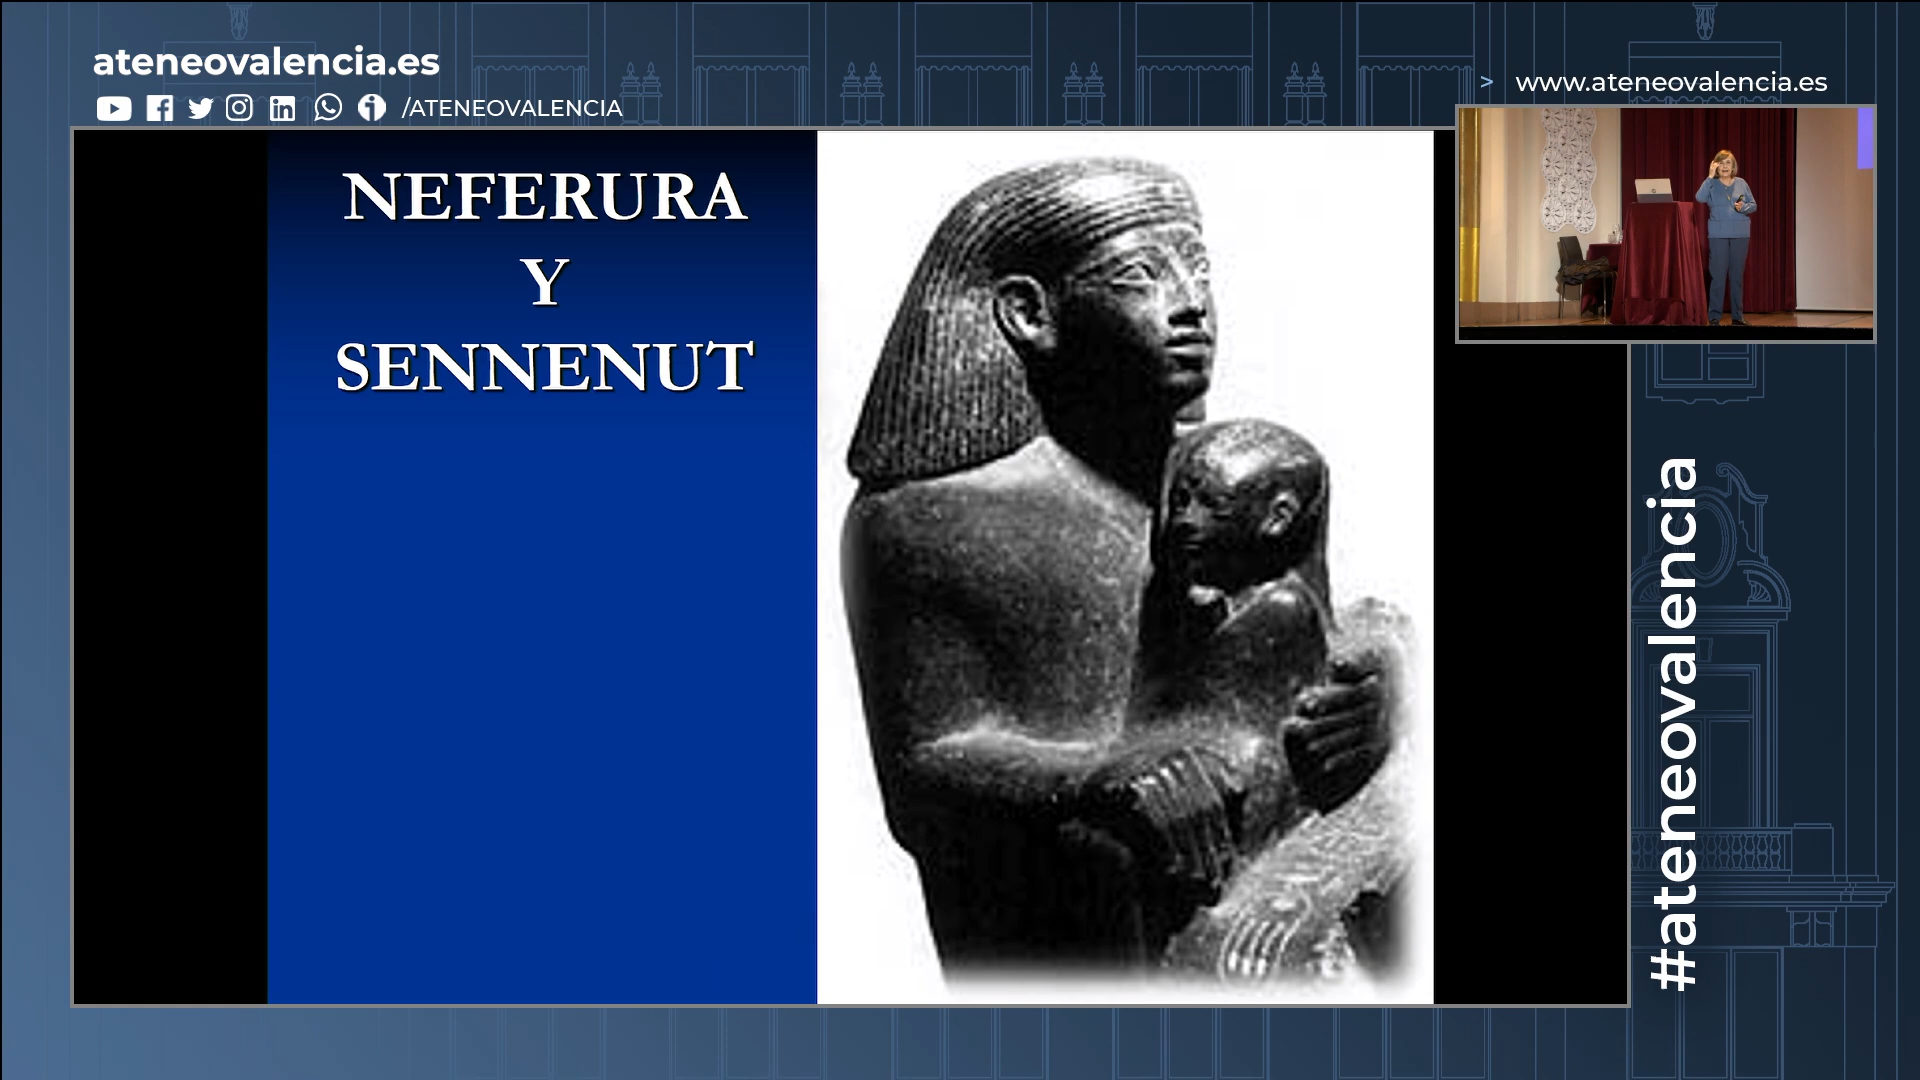 ateneovalencia.es
/ATENEOVALENCIA
> www.ateneovalencia.es
NEFERURA
Y
SENNENUT
#ateneovalencia